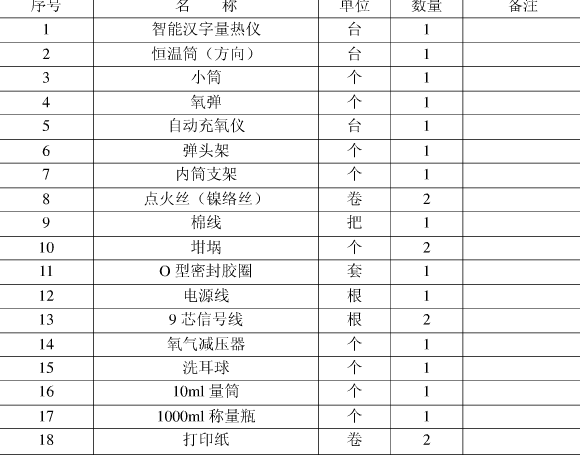 序号 名 称 单位 数量 备注
1 智能汉字量热仪 台 1
2 恒温筒（方向） 台 1
3 小筒 个 1
4 氧弹 个 1
5 自动充氧仪 台 1
6 弹头架 个 1
7 内筒支架 个 1
8 点火丝（镍络丝） 卷 2
9 棉线 把 1
10 坩埚 个 2
11 O 型密封胶圈 套 1
12 电源线 根 1
13 9 芯信号线 根 2
14 氧气减压器 个 1
15 洗耳球 个 1
16 10ml 量筒 个 1
17 1000ml 称量瓶 个 1
18 打印纸 卷 2